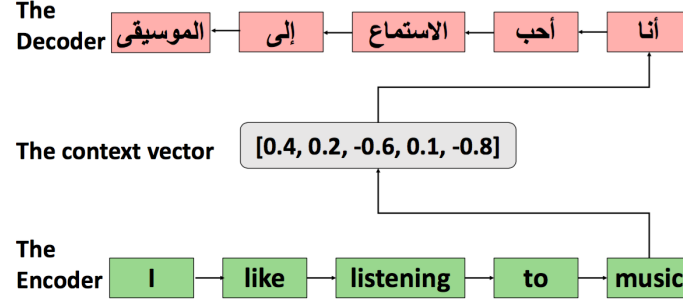 The
Decoder
أنا أحب الاستماع إلى الموسيقى
The context vector
[0.4, 0.2, -0.6, 0.1, -0.8]
The
Encoder
I like listening to music